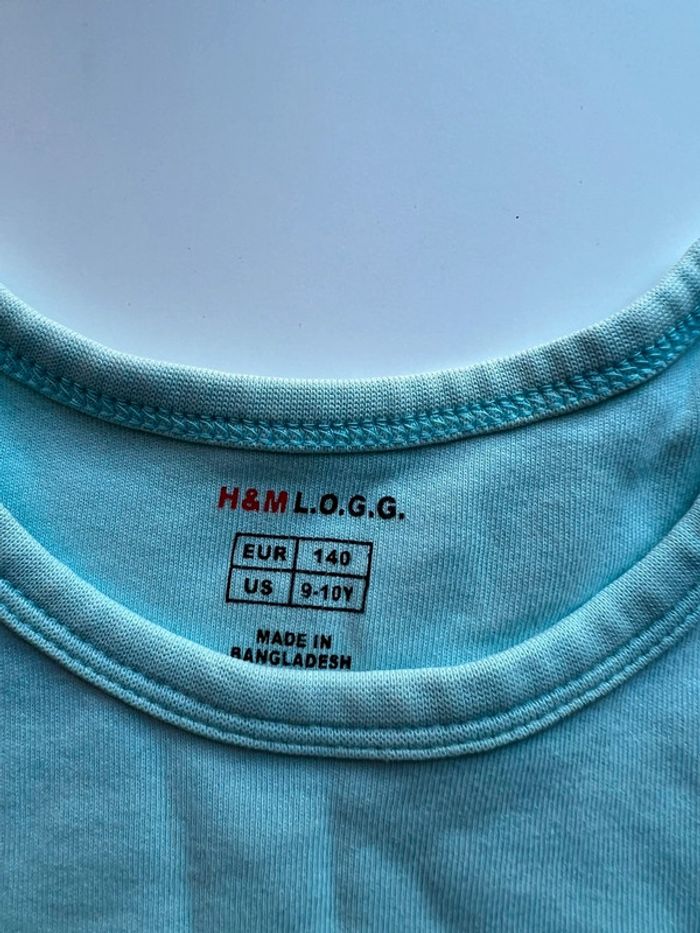 H&M L.O.G.G.
EUR 140
US 9-10Y
MADE IN
BANGLADESH